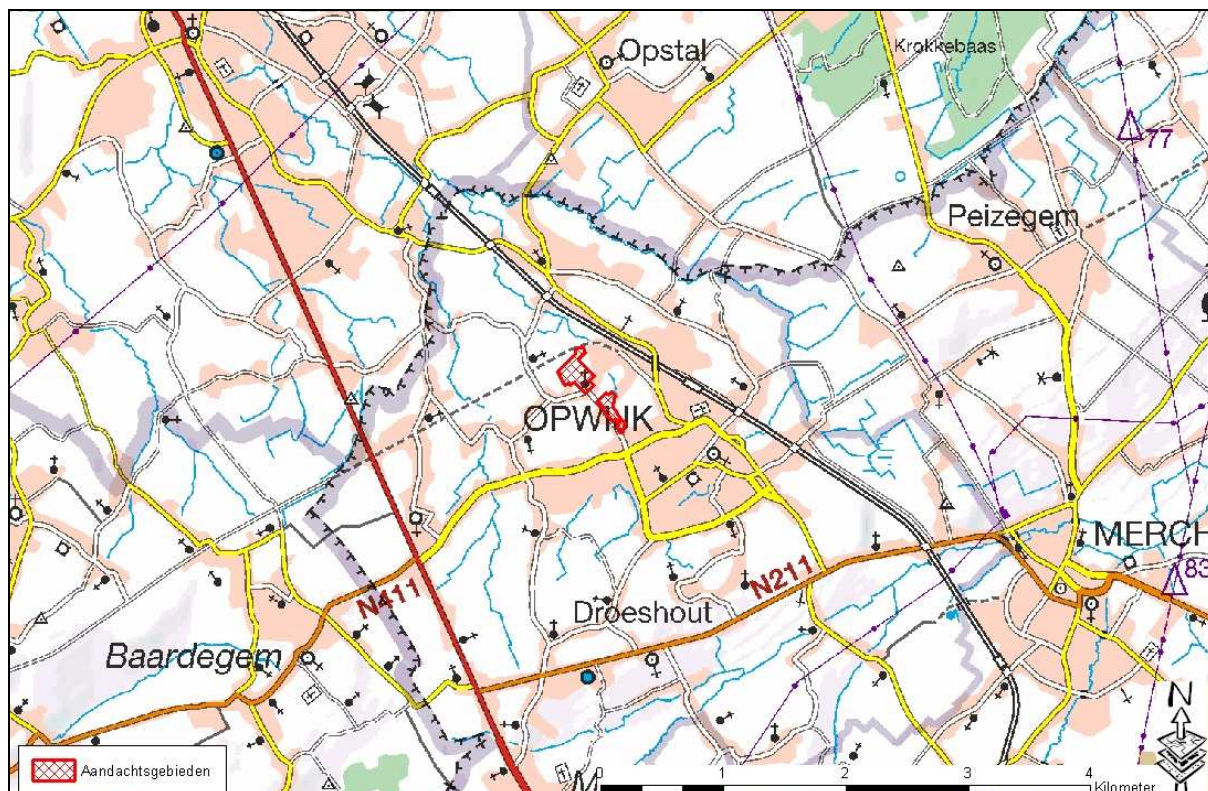 Opstal
Krokkebaas
77
Peizegem
OPWIJK
MERCH
83
N411
N211
Droeshout
Baardegem
N
Aandachtsgebieden
M
0 1 2 3 4
Kilometer